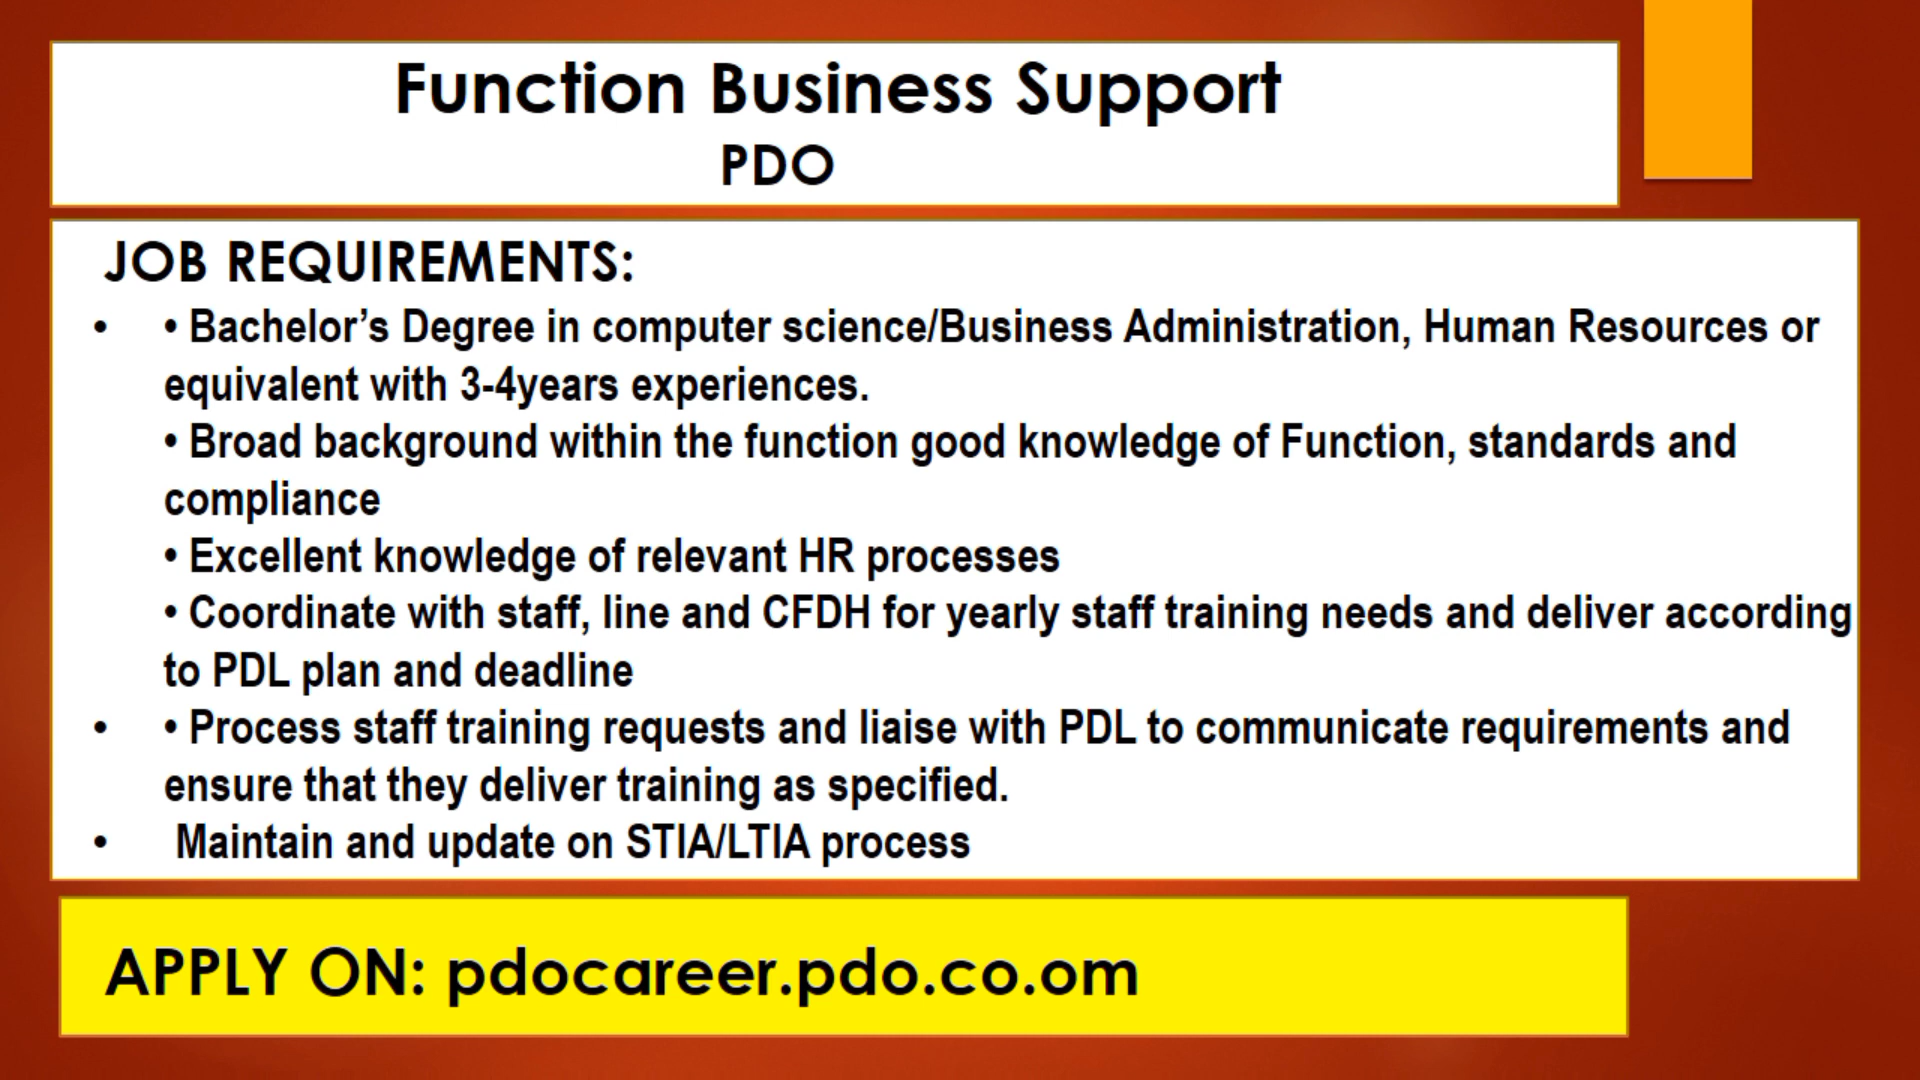 Function Business Support
PDO
JOB REQUIREMENTS:
• • Bachelor’s Degree in computer science/Business Administration, Human Resources or
equivalent with 3-4years experiences.
• Broad background within the function good knowledge of Function, standards and
compliance
• Excellent knowledge of relevant HR processes
• Coordinate with staff, line and CFDH for yearly staff training needs and deliver according
to PDL plan and deadline
• • Process staff training requests and liaise with PDL to communicate requirements and
ensure that they deliver training as specified.
• Maintain and update on STIA/LTIA process
APPLY ON: pdocareer.pdo.co.om